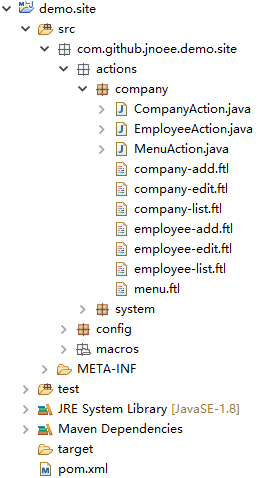 demo.site
src
com.github.jnoee.demo.site
actions
company
CompanyAction.java
EmployeeAction.java
MenuAction.java
company-add.ftl
company-edit.ftl
company-list.ftl
employee-add.ftl
employee-edit.ftl
employee-list.ftl
menu.ftl
system
config
macros
META-INF
test
JRE System Library [JavaSE-1.8]
Maven Dependencies
target
pom.xml